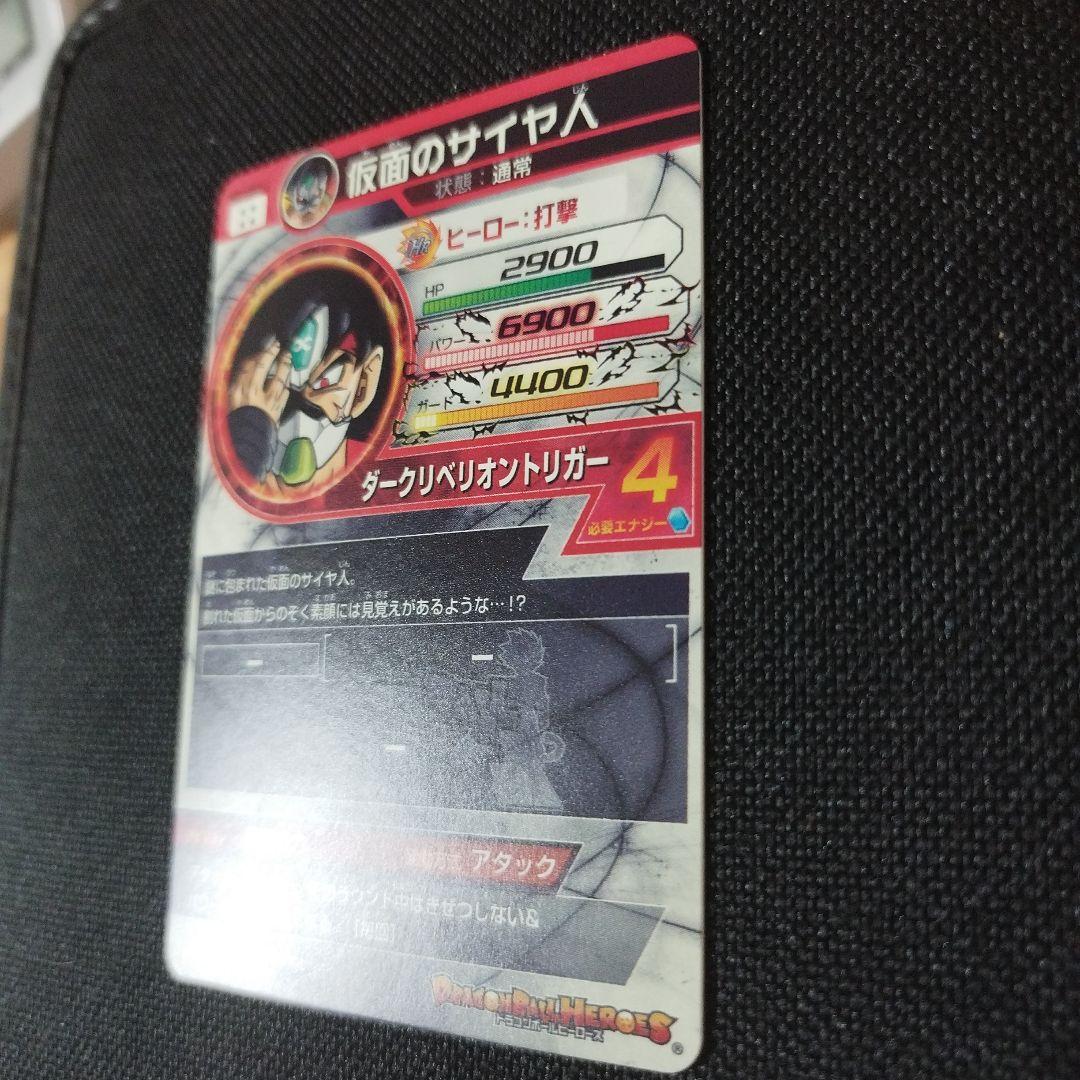 仮面のサイヤ人
状態：通常
ヒーロー：打撃
HP 2900
パワー 6900
ガード 4400
ダークリベリオントリガー
4
必要エナジー
謎に包まれた仮面のサイヤ人。
割れた仮面からのぞく素顔には見覚えがあるような…!?
アタック
ラウンド中はきぜつしない&
[初回]
DRAGON BALL HEROES
ドラゴンボールヒーローズ